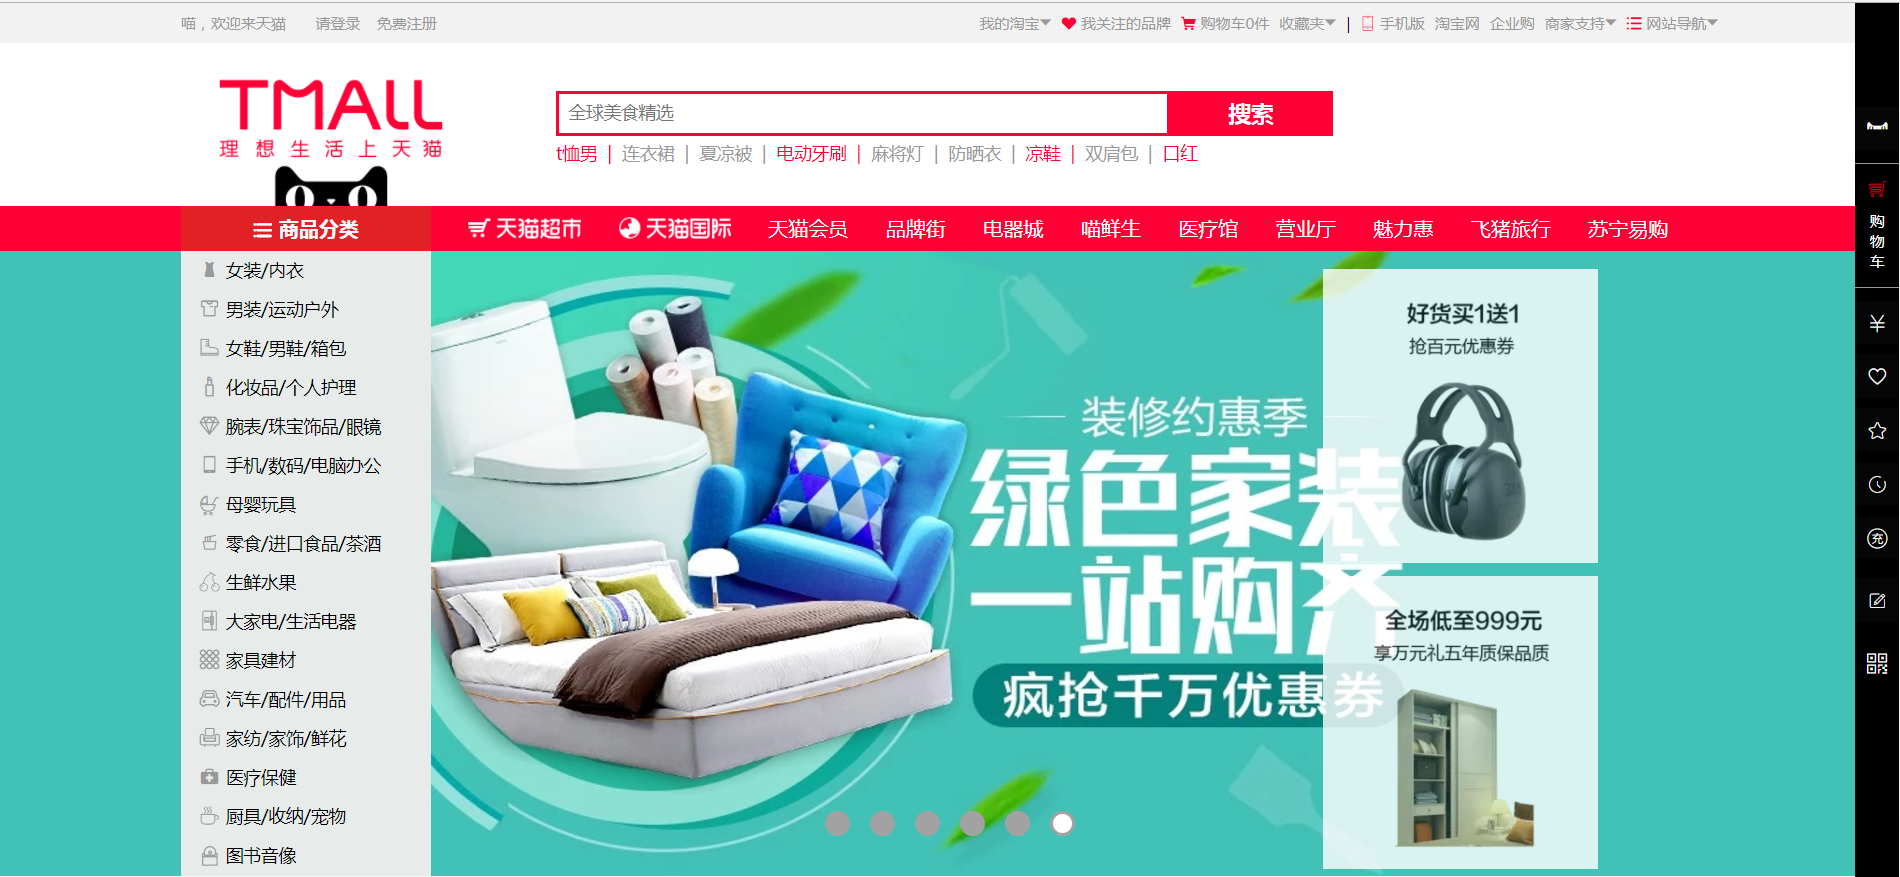 喵，欢迎来天猫 请登录 免费注册 我的淘宝 我关注的品牌 购物车0件 收藏夹 | 手机版 淘宝网 企业购 商家支持 网站导航
TMALL
理想生活上天猫
全球美食精选 搜索
t恤男 | 连衣裙 | 夏凉被 | 电动牙刷 | 麻将灯 | 防晒衣 | 凉鞋 | 双肩包 | 口红
商品分类 天猫超市 天猫国际 天猫会员 品牌街 电器城 喵鲜生 医疗馆 营业厅 魅力惠 飞猪旅行 苏宁易购
女装/内衣
男装/运动户外
女鞋/男鞋/箱包
化妆品/个人护理
腕表/珠宝饰品/眼镜
手机/数码/电脑办公
母婴玩具
零食/进口食品/茶酒
生鲜水果
大家电/生活电器
家具建材
汽车/配件/用品
家纺/家饰/鲜花
医疗保健
厨具/收纳/宠物
图书音像
装修约惠季
绿色家装
一站购齐
疯抢千万优惠券
好货买1送1
抢百元优惠券
3M
全场低至999元
享万元礼五年质保品质
购
物
车
¥
充